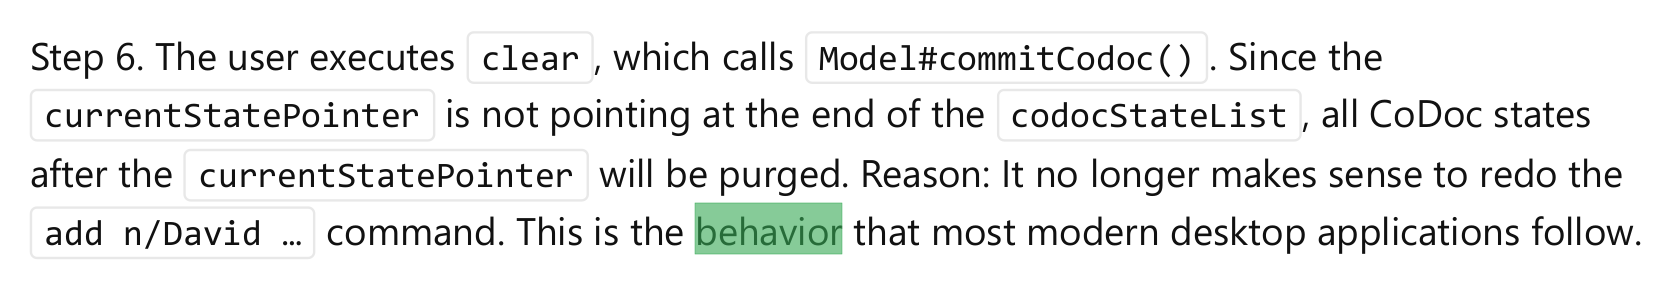 Step 6. The user executes clear, which calls Model#commitCodoc(). Since the
currentStatePointer is not pointing at the end of the codocStateList, all CoDoc states
after the currentStatePointer will be purged. Reason: It no longer makes sense to redo the
add n/David … command. This is the behavior that most modern desktop applications follow.